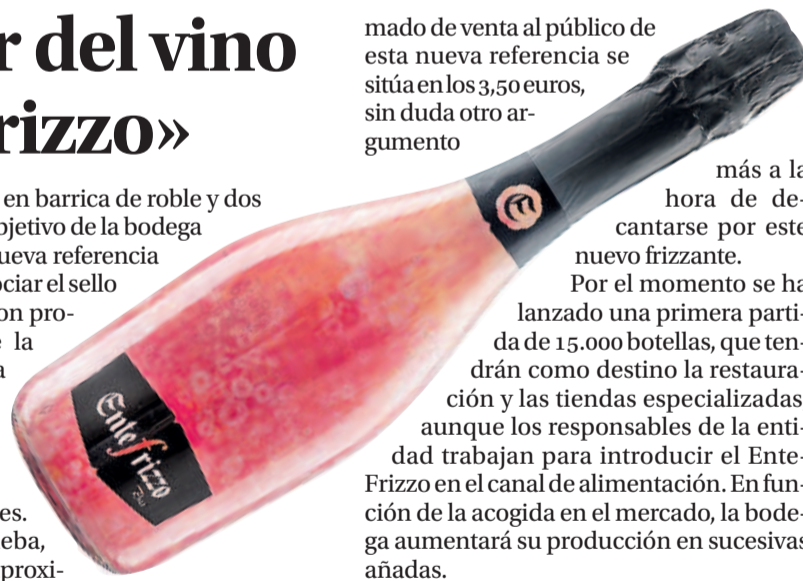 r del vino
rizzo»
en barrica de roble y dos
bjetivo de la bodega
ueva referencia
ociar el sello
on pro-
e la
a
es.
eba,
proxi-
Ente frizzo
mado de venta al público de
esta nueva referencia se
sitúa en los 3,50 euros,
sin duda otro ar-
gumento
más a la
hora de de-
cantarse por este
nuevo frizzante.
Por el momento se ha
lanzado una primera parti-
da de 15.000 botellas, que ten-
drán como destino la restaura-
ción y las tiendas especializadas
aunque los responsables de la enti-
dad trabajan para introducir el Ente-
Frizzo en el canal de alimentación. En fun-
ción de la acogida en el mercado, la bode-
ga aumentará su producción en sucesivas
añadas.